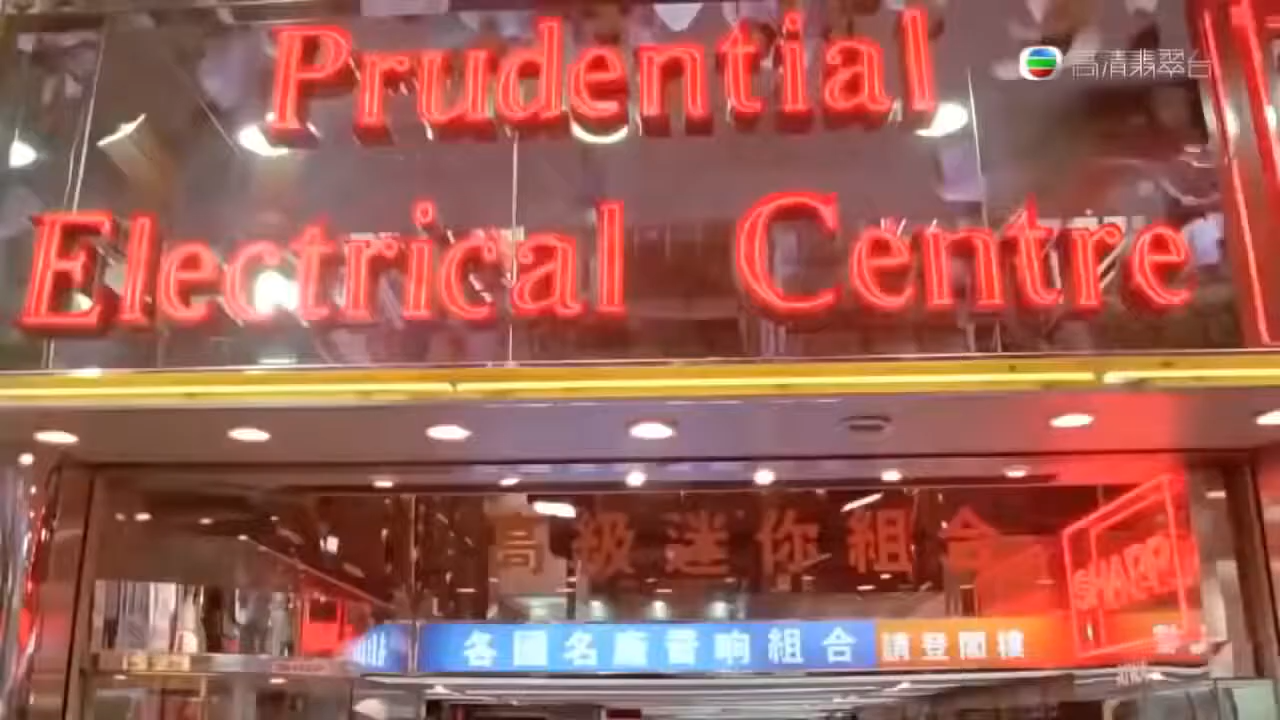 Prudential
高清翡翠台
Electrical Centre
高級迷你組合
SHARP
各國名廠音响組合 請登閣樓